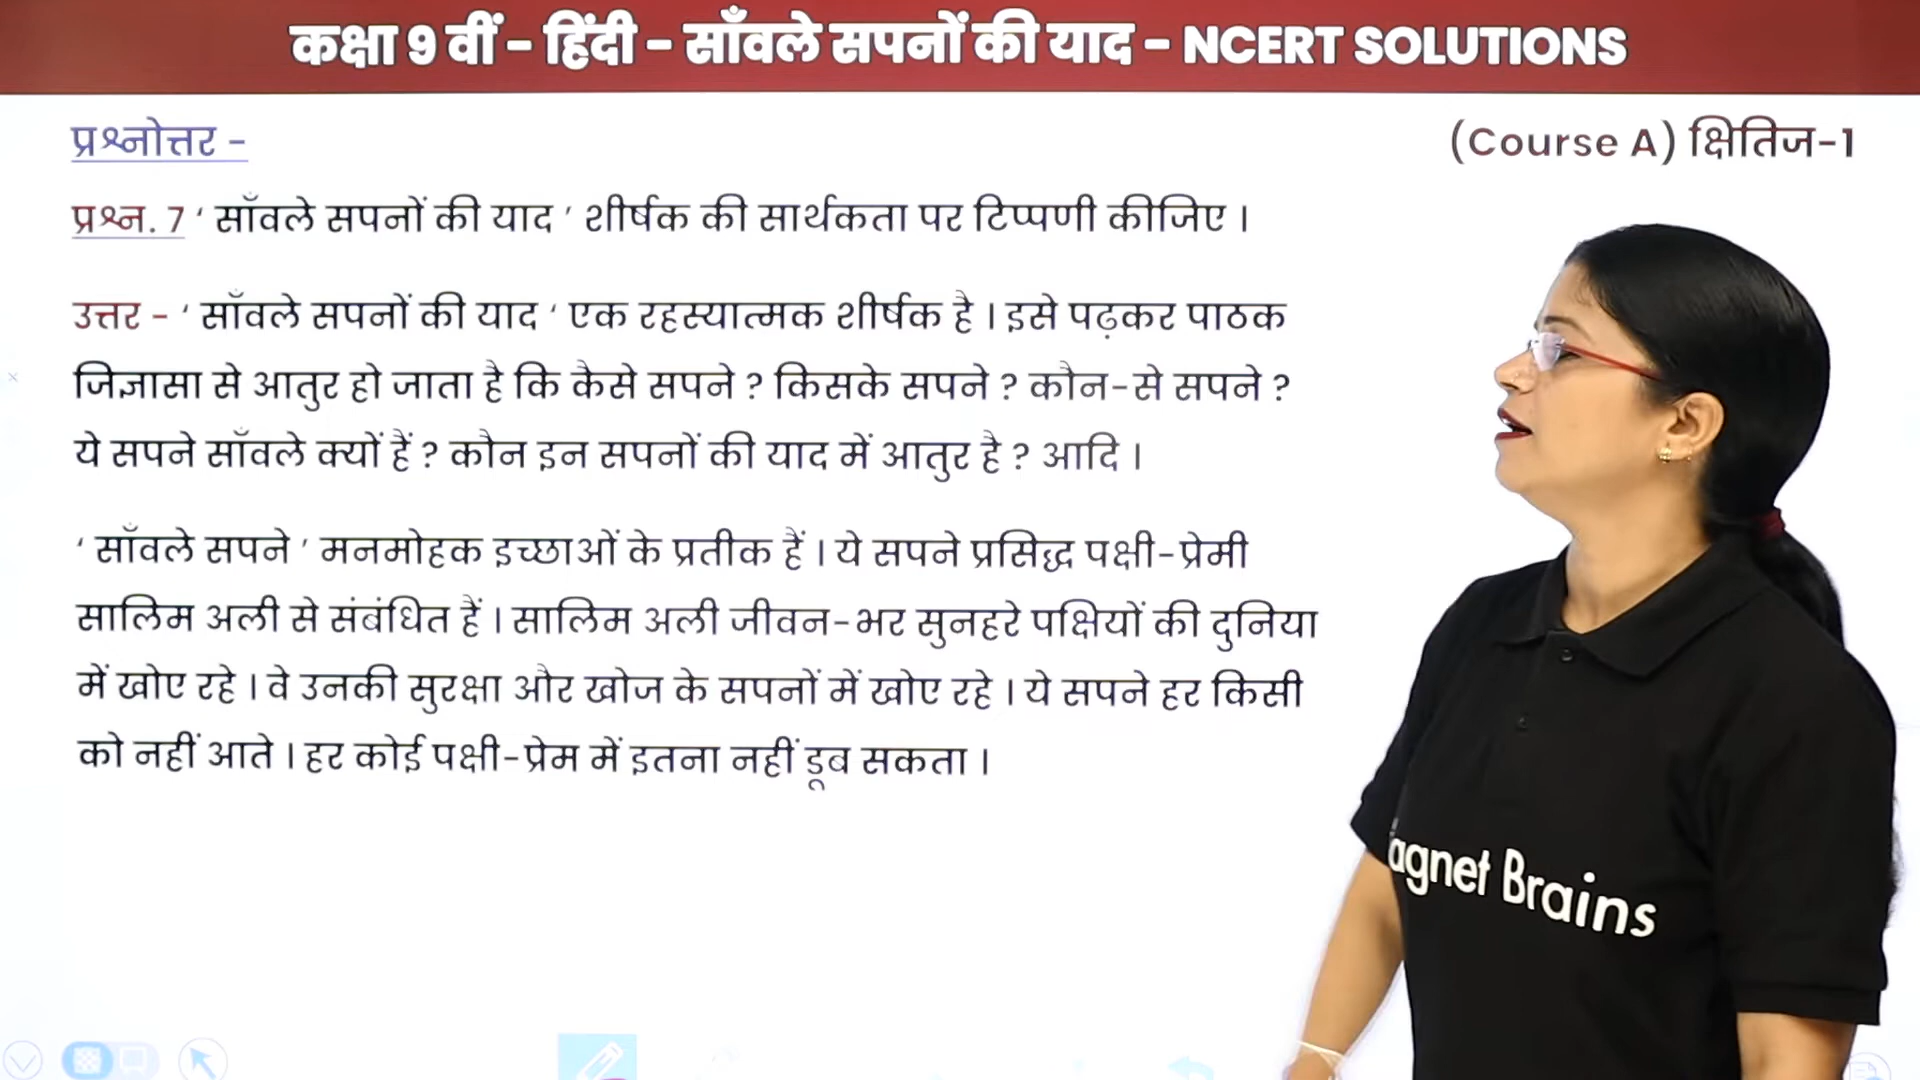 कक्षा 9 वीं – हिंदी – साँवले सपनों की याद – NCERT SOLUTIONS
प्रश्नोत्तर –
(Course A) क्षितिज-1
प्रश्न. 7 ‘ साँवले सपनों की याद ’ शीर्षक की सार्थकता पर टिप्पणी कीजिए ।
उत्तर – ‘ साँवले सपनों की याद ‘ एक रहस्यात्मक शीर्षक है । इसे पढ़कर पाठक
जिज्ञासा से आतुर हो जाता है कि कैसे सपने ? किसके सपने ? कौन-से सपने ?
ये सपने साँवले क्यों हैं ? कौन इन सपनों की याद में आतुर है ? आदि ।
‘ साँवले सपने ’ मनमोहक इच्छाओं के प्रतीक हैं । ये सपने प्रसिद्ध पक्षी-प्रेमी
सालिम अली से संबंधित हैं । सालिम अली जीवन-भर सुनहरे पक्षियों की दुनिया
में खोए रहे । वे उनकी सुरक्षा और खोज के सपनों में खोए रहे । ये सपने हर किसी
को नहीं आते । हर कोई पक्षी-प्रेम में इतना नहीं डूब सकता ।
agnet Brains